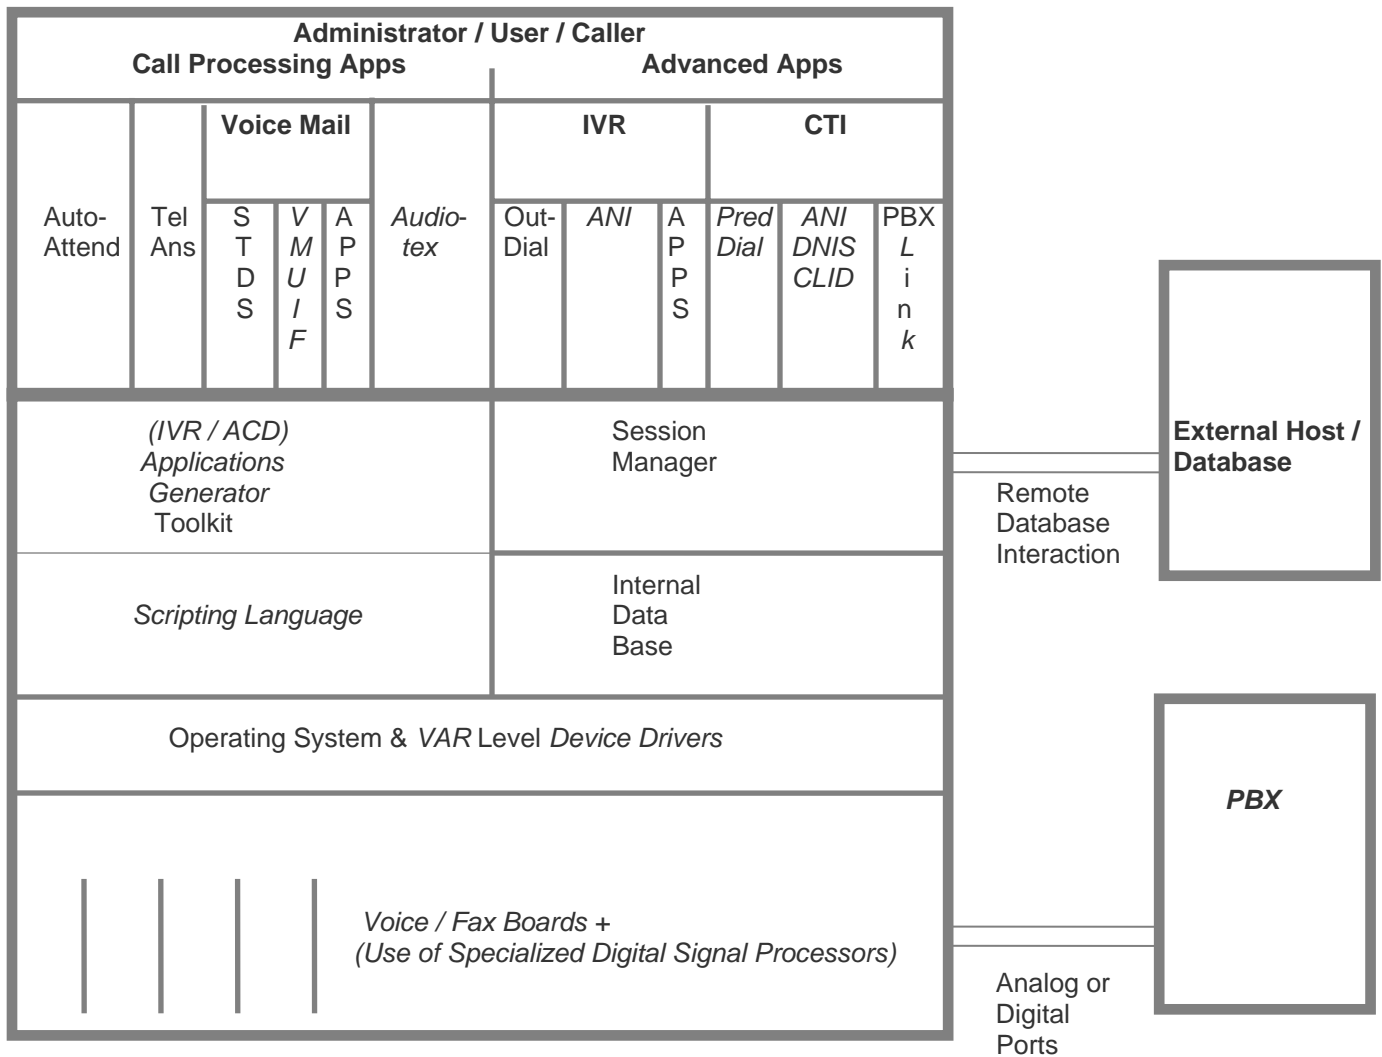 Administrator / User / Caller
Call Processing Apps
Advanced Apps
Auto-
Attend
Tel
Ans
Voice Mail
S
T
D
S
V
M
U
I
F
A
P
P
S
Audio-
tex
IVR
Out-
Dial
ANI
A
P
P
S
CTI
Pred
Dial
ANI
DNIS
CLID
PBX
L
i
n
k
(IVR / ACD)
Applications
Generator
Toolkit
Session
Manager
Scripting Language
Internal
Data
Base
Operating System & VAR Level Device Drivers
Voice / Fax Boards +
(Use of Specialized Digital Signal Processors)
External Host /
Database
Remote
Database
Interaction
PBX
Analog or
Digital
Ports